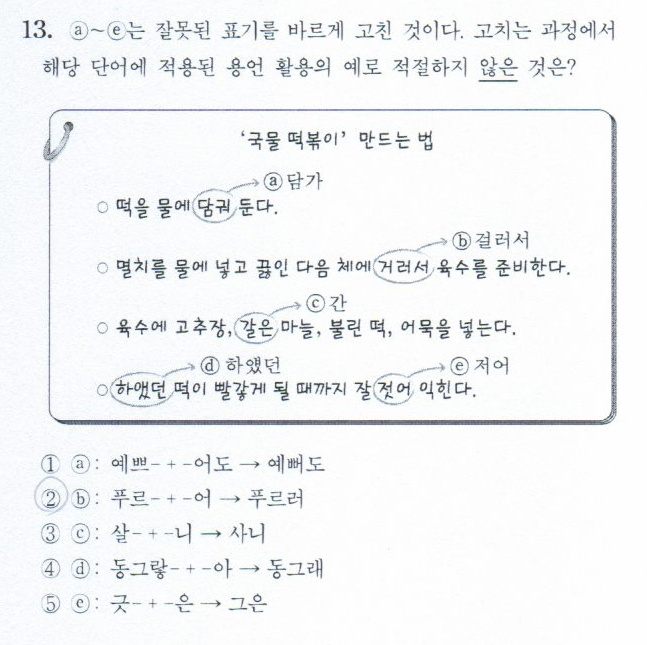 13. ⓐ~ⓔ는 잘못된 표기를 바르게 고친 것이다. 고치는 과정에서
해당 단어에 적용된 용언 활용의 예로 적절하지 않은 것은?
‘국물 떡볶이’ 만드는 법
ⓐ담가
○ 떡을 물에 담궈 둔다.
ⓑ걸러서
○ 멸치를 물에 넣고 끓인 다음 체에 거러서 육수를 준비한다.
ⓒ간
○ 육수에 고추장, 갈은 마늘, 불린 떡, 어묵을 넣는다.
ⓓ 하얬던 ⓔ 저어
○ 하앴던 떡이 빨갛게 될 때까지 잘 젓어 익힌다.
① ⓐ: 예쁘- + -어도 → 예뻐도
② ⓑ: 푸르- + -어 → 푸르러
③ ⓒ: 살- + -니 → 사니
④ ⓓ: 동그랗- + -아 → 동그래
⑤ ⓔ: 긋- + -은 → 그은